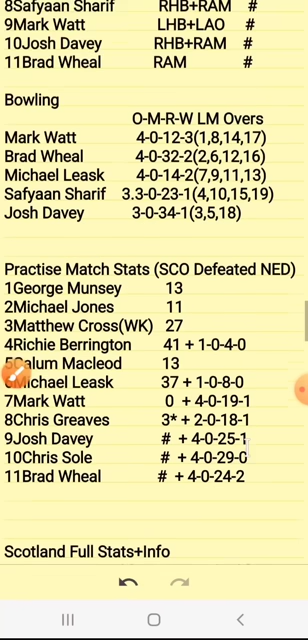 8Safyaan Sharif RHB+RAM #
9Mark Watt LHB+LAO #
10Josh Davey RHB+RAM #
11Brad Wheal RAM #
Bowling
O-M-R-W LM Overs
Mark Watt 4-0-12-3(1,8,14,17)
Brad Wheal 4-0-32-2(2,6,12,16)
Michael Leask 4-0-14-2(7,9,11,13)
Safyaan Sharif 3.3-0-23-1(4,10,15,19)
Josh Davey 3-0-34-1(3,5,18)
Practise Match Stats (SCO Defeated NED)
1George Munsey 13
2Michael Jones 11
3Matthew Cross(WK) 27
4Richie Berrington 41 + 1-0-4-0
5Calum Macleod 13
6Michael Leask 37 + 1-0-8-0
7Mark Watt 0 + 4-0-19-1
8Chris Greaves 3* + 2-0-18-1
9Josh Davey # + 4-0-25-1
10Chris Sole # + 4-0-29-0
11Brad Wheal # + 4-0-24-2
Scotland Full Stats+Info